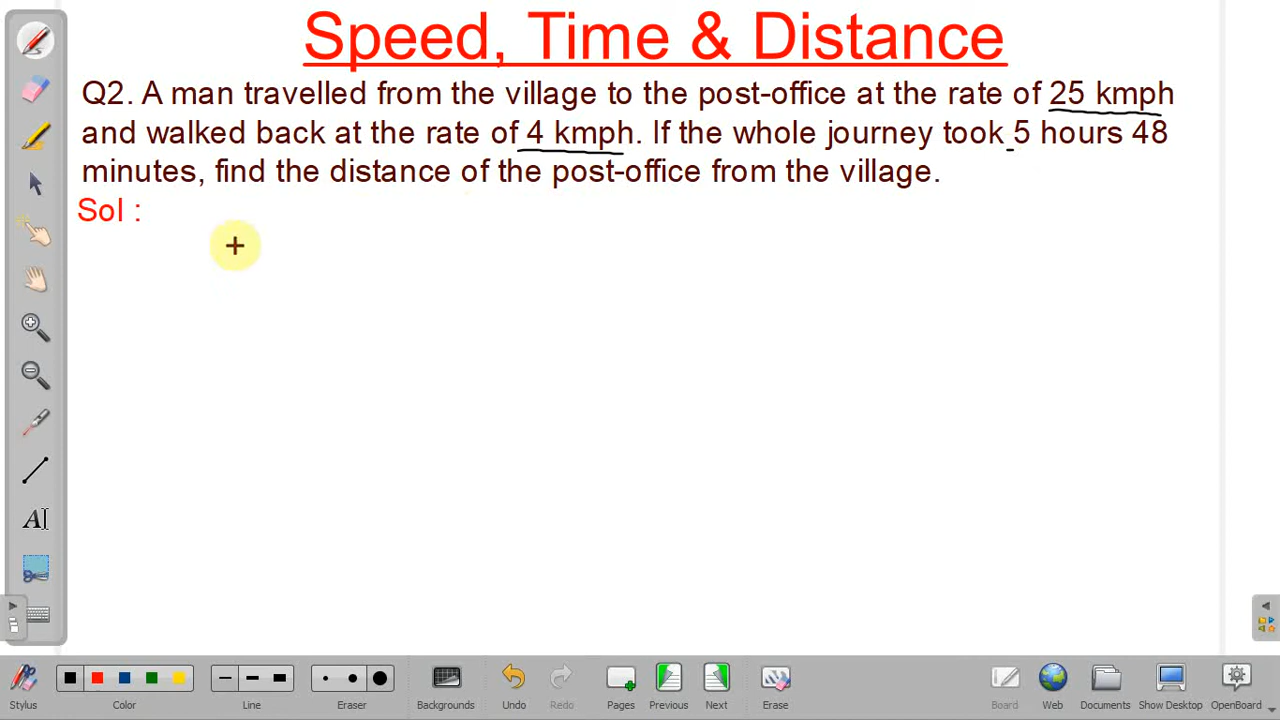 Speed, Time & Distance
Q2. A man travelled from the village to the post-office at the rate of 25 kmph
and walked back at the rate of 4 kmph. If the whole journey took 5 hours 48
minutes, find the distance of the post-office from the village.
Sol :
Stylus Color Line Eraser Backgrounds Undo Redo Pages Previous Next Erase Board Web Documents Show Desktop OpenBoard